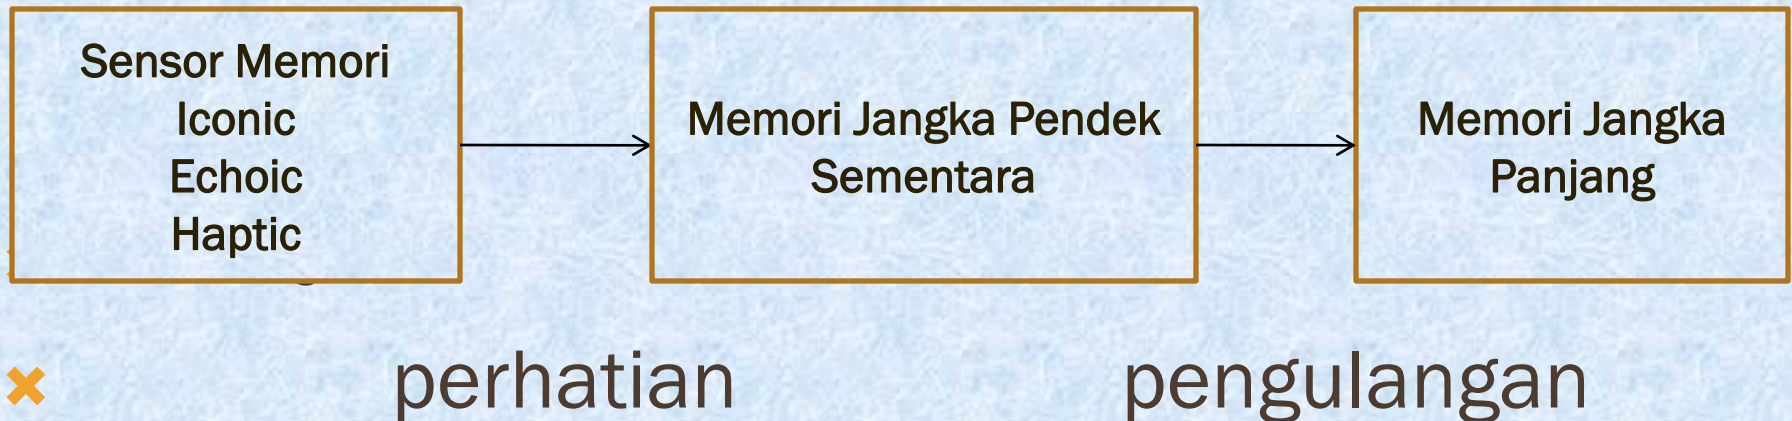 Sensor Memori
Iconic
Echoic
Haptic
Memori Jangka Pendek
Sementara
Memori Jangka
Panjang
perhatian pengulangan